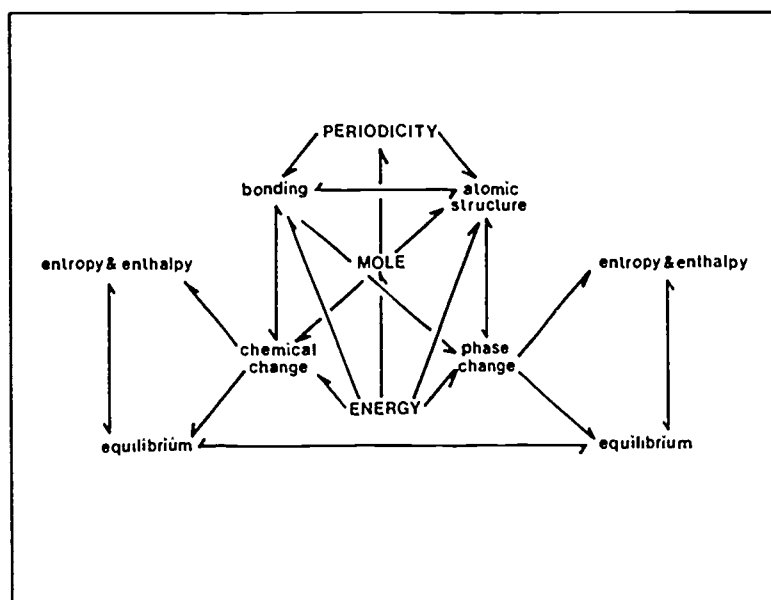 PERIODICITY
bonding
atomic
structure
entropy & enthalpy
MOLE
entropy & enthalpy
chemical
change
phase
change
ENERGY
equilibrium
equilibrium